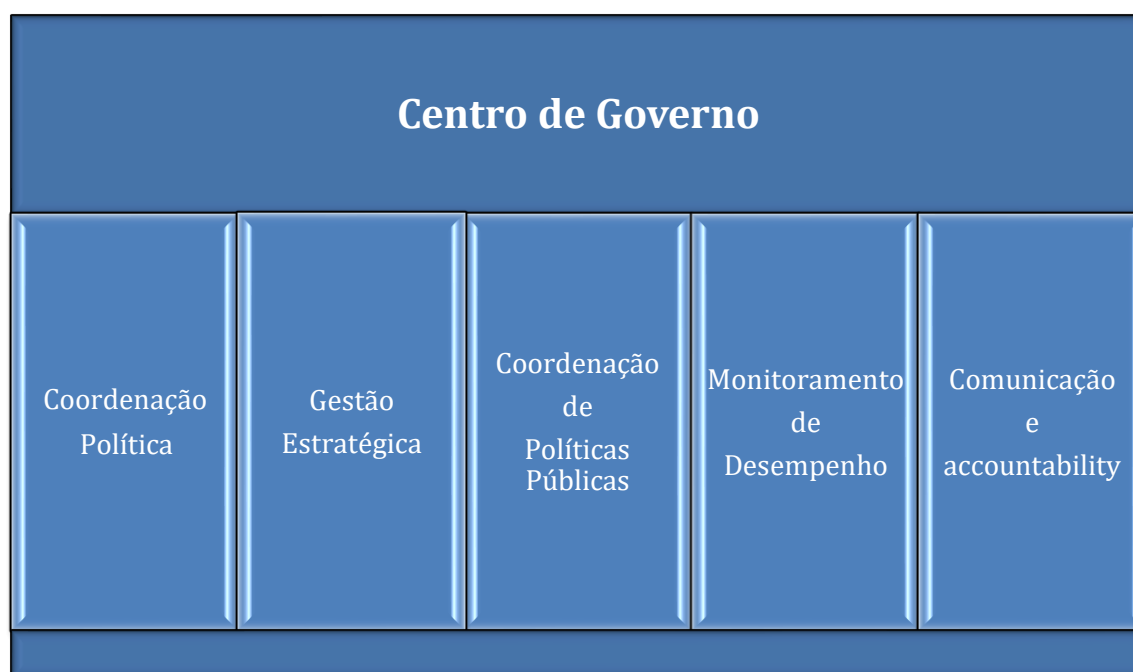 Centro de Governo
Coordenação
Política
Gestão
Estratégica
Coordenação
de
Políticas
Públicas
Monitoramento
de
Desempenho
Comunicação
e
accountability